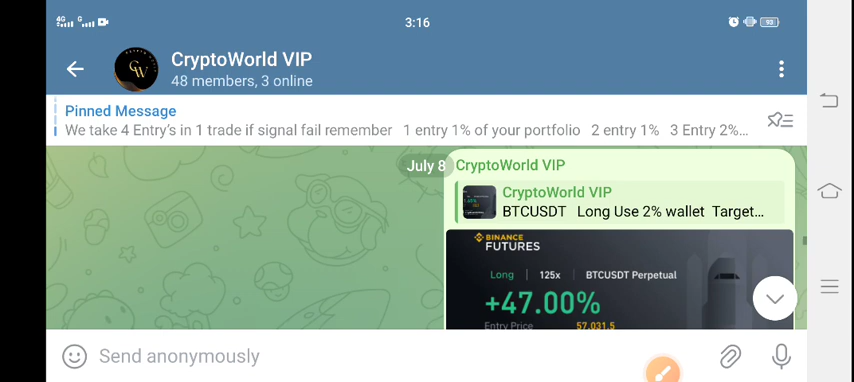 4G G 3:16 93
CryptoWorld VIP
48 members, 3 online
Pinned Message
We take 4 Entry's in 1 trade if signal fail remember 1 entry 1% of your portfolio 2 entry 1% 3 Entry 2%...
July 8
CryptoWorld VIP
CryptoWorld VIP
BTCUSDT Long Use 2% wallet Target...
BINANCE
FUTURES
Long 125x BTCUSDT Perpetual
+47.00%
Entry Price 57,031.5
Send anonymously